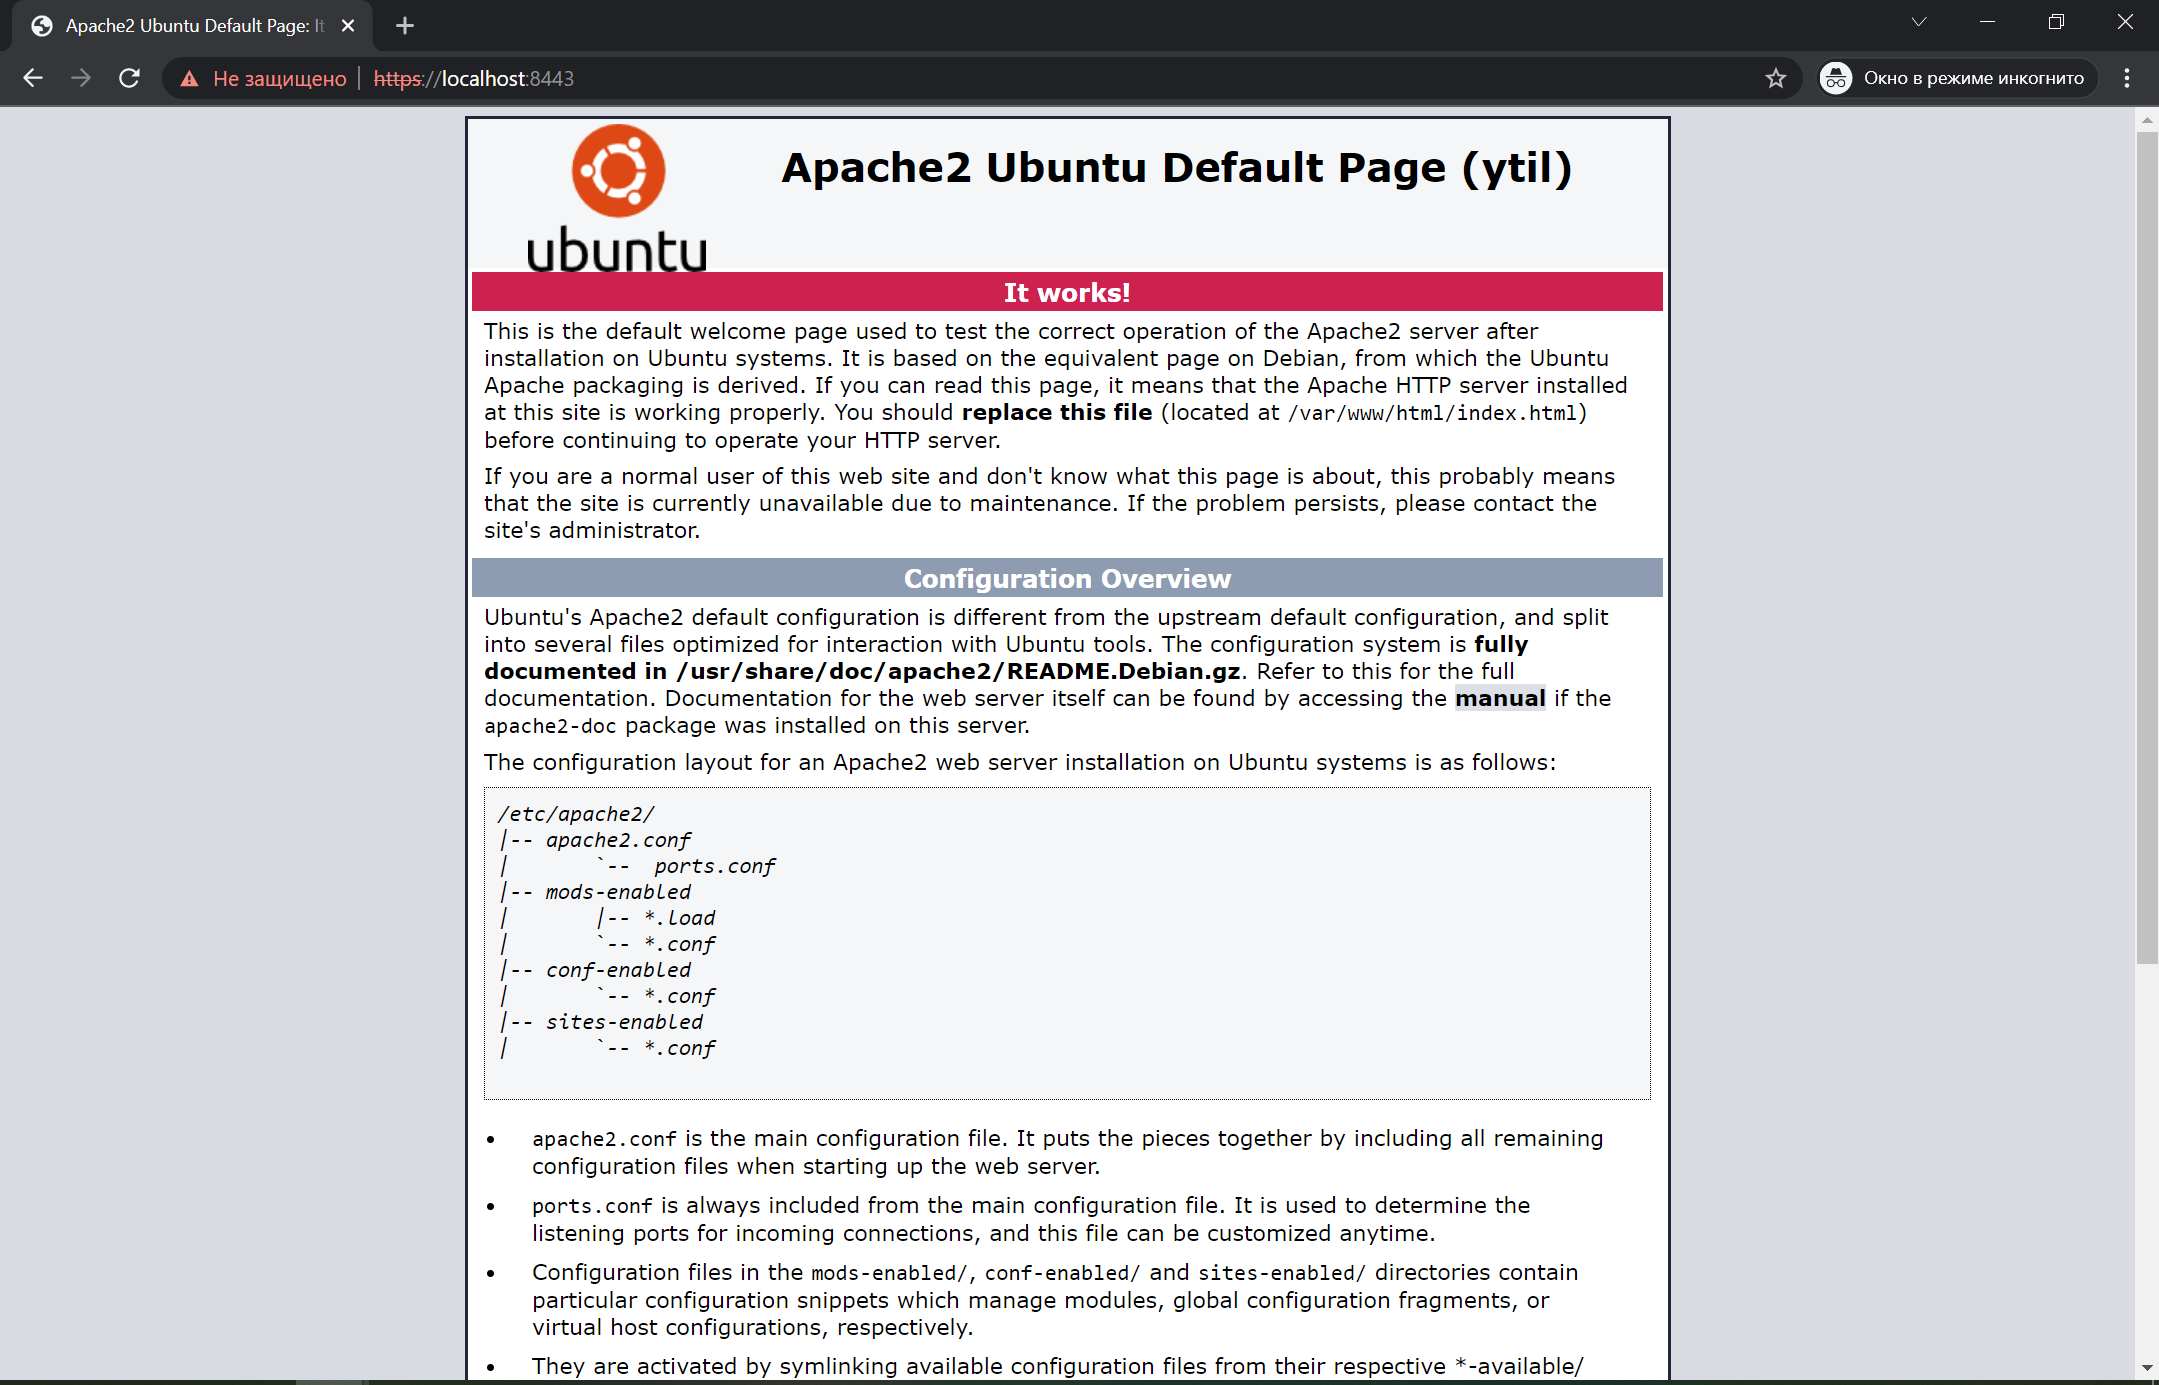 Apache2 Ubuntu Default Page: It
Не защищено
https://localhost:8443
Окно в режиме инкогнито
ubuntu
Apache2 Ubuntu Default Page (ytil)
It works!
This is the default welcome page used to test the correct operation of the Apache2 server after
installation on Ubuntu systems. It is based on the equivalent page on Debian, from which the Ubuntu
Apache packaging is derived. If you can read this page, it means that the Apache HTTP server installed
at this site is working properly. You should replace this file (located at /var/www/html/index.html)
before continuing to operate your HTTP server.
If you are a normal user of this web site and don't know what this page is about, this probably means
that the site is currently unavailable due to maintenance. If the problem persists, please contact the
site's administrator.
Configuration Overview
Ubuntu's Apache2 default configuration is different from the upstream default configuration, and split
into several files optimized for interaction with Ubuntu tools. The configuration system is fully
documented in /usr/share/doc/apache2/README.Debian.gz. Refer to this for the full
documentation. Documentation for the web server itself can be found by accessing the manual if the
apache2-doc package was installed on this server.
The configuration layout for an Apache2 web server installation on Ubuntu systems is as follows:
/etc/apache2/
|-- apache2.conf
|       `--  ports.conf
|-- mods-enabled
|       |-- *.load
|       `-- *.conf
|-- conf-enabled
|       `-- *.conf
|-- sites-enabled
|       `-- *.conf
• apache2.conf is the main configuration file. It puts the pieces together by including all remaining
configuration files when starting up the web server.
• ports.conf is always included from the main configuration file. It is used to determine the
listening ports for incoming connections, and this file can be customized anytime.
• Configuration files in the mods-enabled/, conf-enabled/ and sites-enabled/ directories contain
particular configuration snippets which manage modules, global configuration fragments, or
virtual host configurations, respectively.
• They are activated by symlinking available configuration files from their respective *-available/